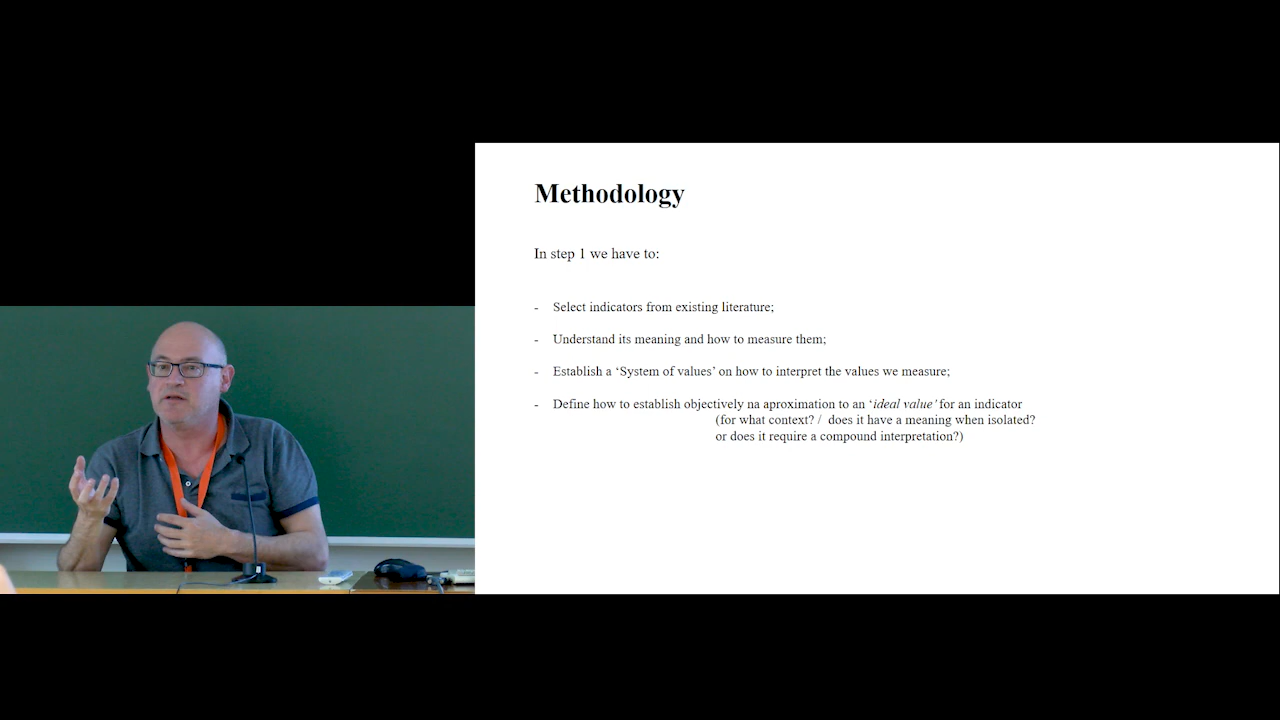 Methodology
In step 1 we have to:
- Select indicators from existing literature;
- Understand its meaning and how to measure them;
- Establish a ‘System of values’ on how to interpret the values we measure;
- Define how to establish objectively na aproximation to an ‘ideal value’ for an indicator
(for what context? / does it have a meaning when isolated?
or does it require a compound interpretation?)